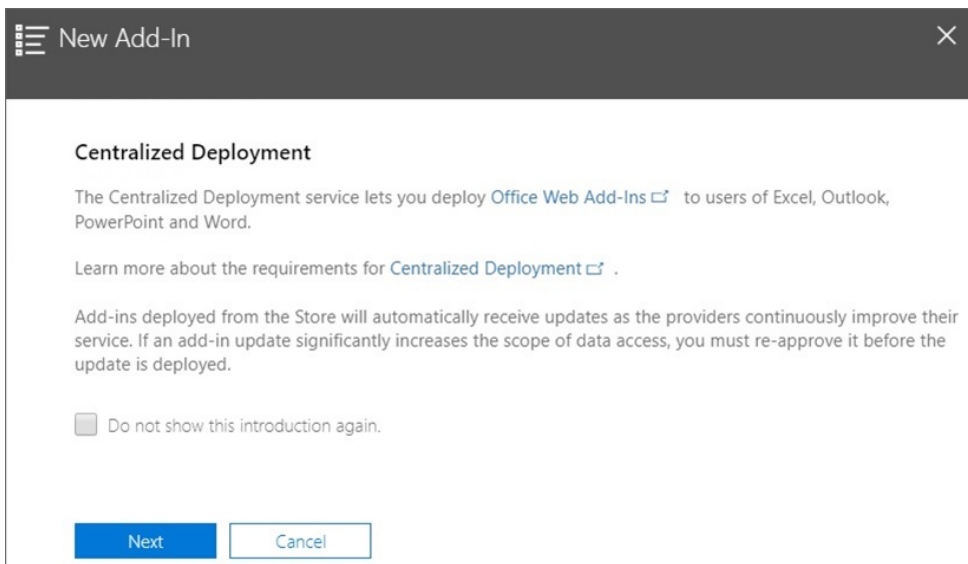 New Add-In
Centralized Deployment
The Centralized Deployment service lets you deploy Office Web Add-Ins to users of Excel, Outlook,
PowerPoint and Word.
Learn more about the requirements for Centralized Deployment .
Add-ins deployed from the Store will automatically receive updates as the providers continuously improve their
service. If an add-in update significantly increases the scope of data access, you must re-approve it before the
update is deployed.
Do not show this introduction again.
Next Cancel